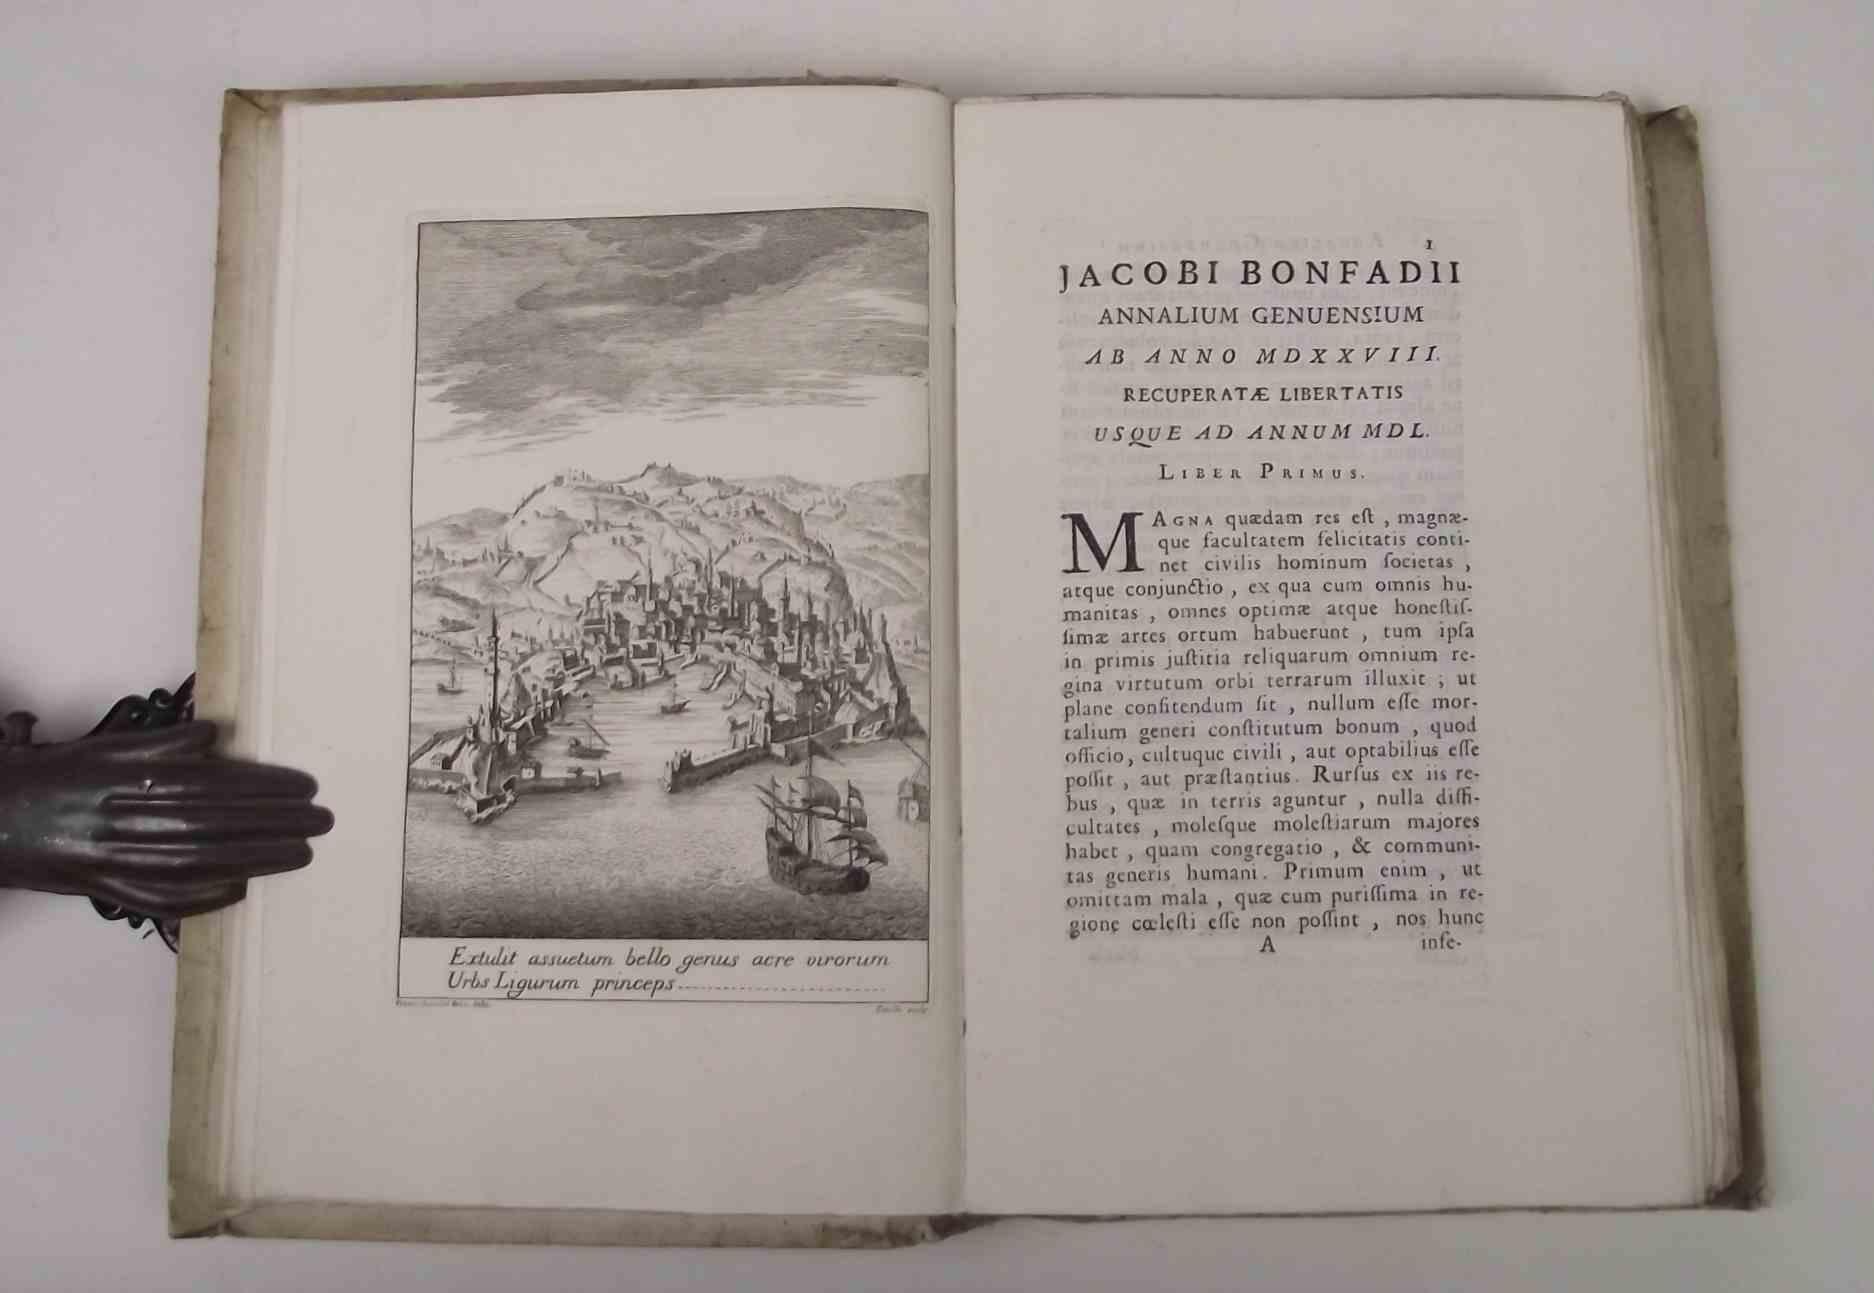 Extulit assuetum bello genus acre virorum
Urbs Ligurum princeps
1
JACOBI BONFADII
ANNALIUM GENUENSIUM
AB ANNO MDXXVIII.
RECUPERATÆ LIBERTATIS
USQUE AD ANNUM MDL.
LIBER PRIMUS.
MAGNA quædam res eſt , magnæ-
que facultatem felicitatis conti-
net civilis hominum ſocietas ,
atque conjunctio , ex qua cum omnis hu-
manitas , omnes optimæ atque honeſtiſ-
ſimæ artes ortum habuerunt , tum ipſa
in primis juſtitia reliquarum omnium re-
gina virtutum orbi terrarum illuxit ; ut
plane confitendum ſit , nullum eſſe mor-
talium generi conſtitutum bonum , quod
officio, cultuque civili , aut optabilius eſſe
poſſit , aut præſtantius. Rurſus ex iis re-
bus , quæ in terris aguntur , nulla diffi-
cultates , moleſque moleſtiarum majores
habet , quam congregatio , & communi-
tas generis humani. Primum enim , ut
omittam mala , quæ cum puriſſima in re-
gione cœleſti eſſe non poſſint , nos hunc
A
infe-